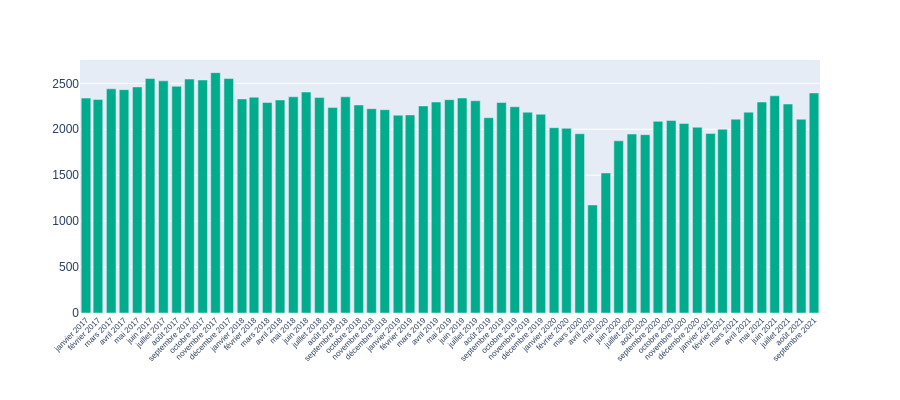 2500
2000
1500
1000
500
0
janvier 2017
février 2017
mars 2017
avril 2017
mai 2017
juin 2017
juillet 2017
août 2017
septembre 2017
octobre 2017
novembre 2017
décembre 2017
janvier 2018
février 2018
mars 2018
avril 2018
mai 2018
juin 2018
juillet 2018
août 2018
septembre 2018
octobre 2018
novembre 2018
décembre 2018
janvier 2019
février 2019
mars 2019
avril 2019
mai 2019
juin 2019
juillet 2019
août 2019
septembre 2019
octobre 2019
novembre 2019
décembre 2019
janvier 2020
février 2020
mars 2020
avril 2020
mai 2020
juin 2020
juillet 2020
août 2020
septembre 2020
octobre 2020
novembre 2020
décembre 2020
janvier 2021
février 2021
mars 2021
avril 2021
mai 2021
juin 2021
juillet 2021
août 2021
septembre 2021